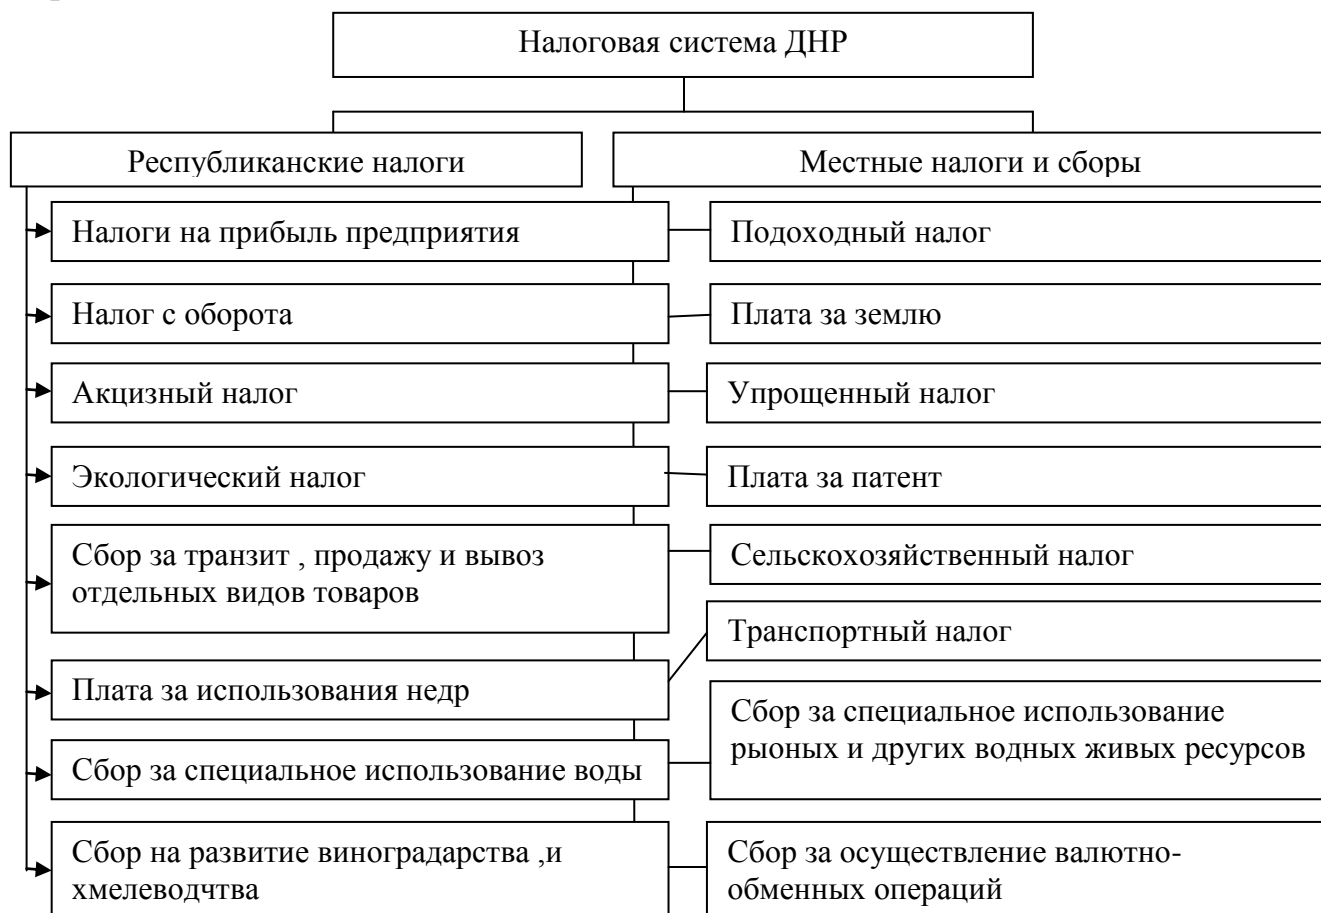 Налоговая система ДНР
Республиканские налоги
Местные налоги и сборы
Налоги на прибыль предприятия
Подоходный налог
Налог с оборота
Плата за землю
Акцизный налог
Упрощенный налог
Экологический налог
Плата за патент
Сбор за транзит , продажу и вывоз
отдельных видов товаров
Сельскохозяйственный налог
Транспортный налог
Плата за использования недр
Сбор за специальное использование
рыоных и других водных живых ресурсов
Сбор за специальное использование воды
Сбор на развитие виноградарства ,и
хмелеводчтва
Сбор за осуществление валютно-
обменных операций